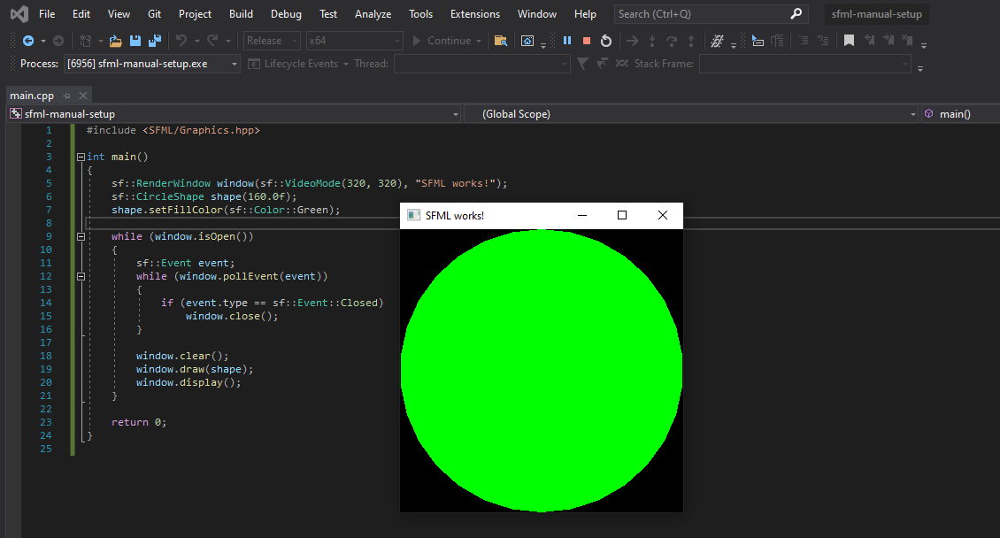 File Edit View Git Project Build Debug Test Analyze Tools Extensions Window Help Search (Ctrl+Q) sfml-manual-setup
Release x64 Continue
Process: [6956] sfml-manual-setup.exe Lifecycle Events Thread: Stack Frame:
main.cpp
sfml-manual-setup (Global Scope) main()
1 #include <SFML/Graphics.hpp>
2
3 int main()
4 {
5 sf::RenderWindow window(sf::VideoMode(320, 320), "SFML works!");
6 sf::CircleShape shape(160.0f);
7 shape.setFillColor(sf::Color::Green);
8
9 while (window.isOpen())
10 {
11 sf::Event event;
12 while (window.pollEvent(event))
13 {
14 if (event.type == sf::Event::Closed)
15 window.close();
16 }
17
18 window.clear();
19 window.draw(shape);
20 window.display();
21 }
22
23 return 0;
24 }
25
SFML works!